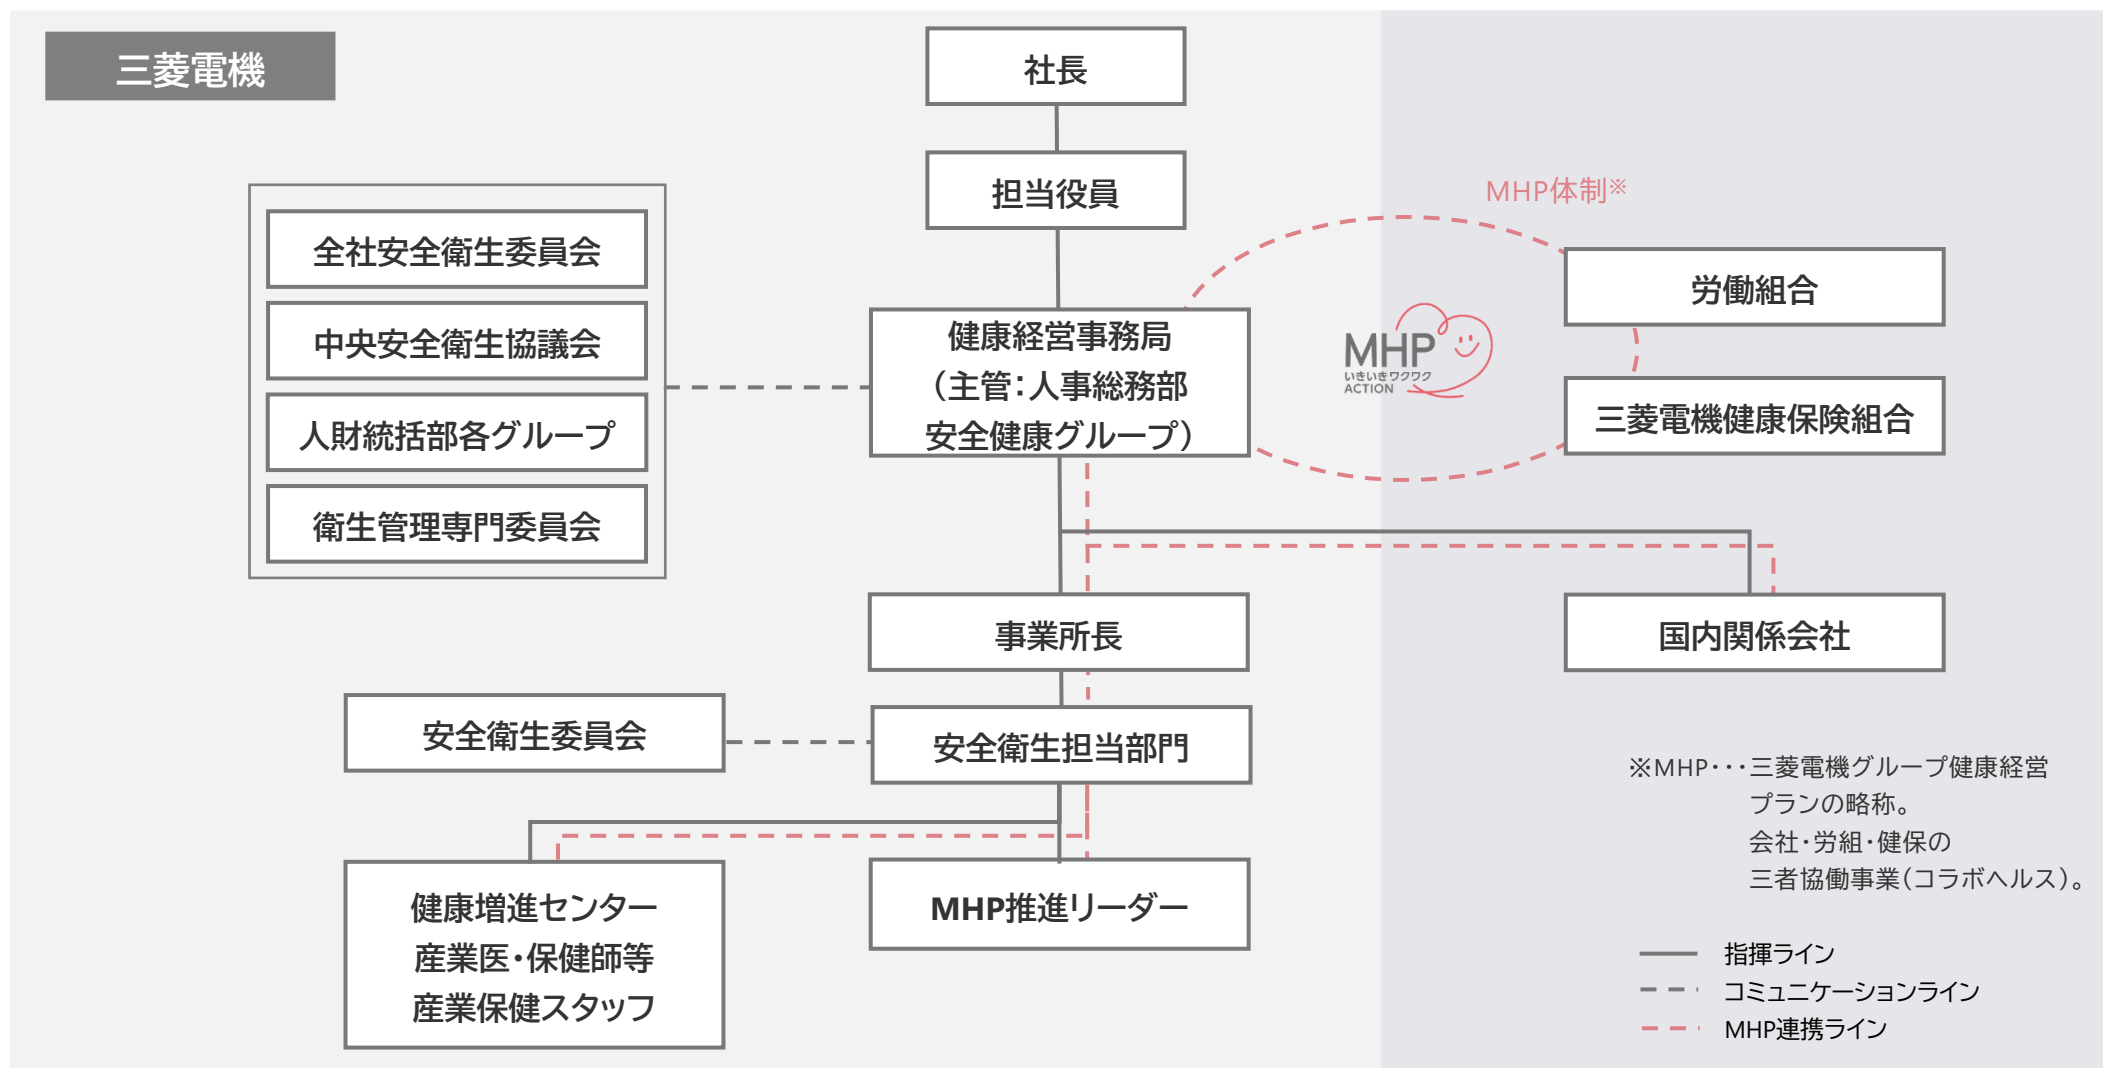 三菱電機
社長
担当役員
MHP体制※
全社安全衛生委員会
中央安全衛生協議会
人財統括部各グループ
衛生管理専門委員会
健康経営事務局
（主管：人事総務部
安全健康グループ）
MHP
いきいきワクワク
ACTION
労働組合
三菱電機健康保険組合
事業所長
国内関係会社
安全衛生委員会
安全衛生担当部門
健康増進センター
産業医・保健師等
産業保健スタッフ
MHP推進リーダー
※MHP・・・三菱電機グループ健康経営
プランの略称。
会社・労組・健保の
三者協働事業（コラボヘルス）。
指揮ライン
コミュニケーションライン
MHP連携ライン